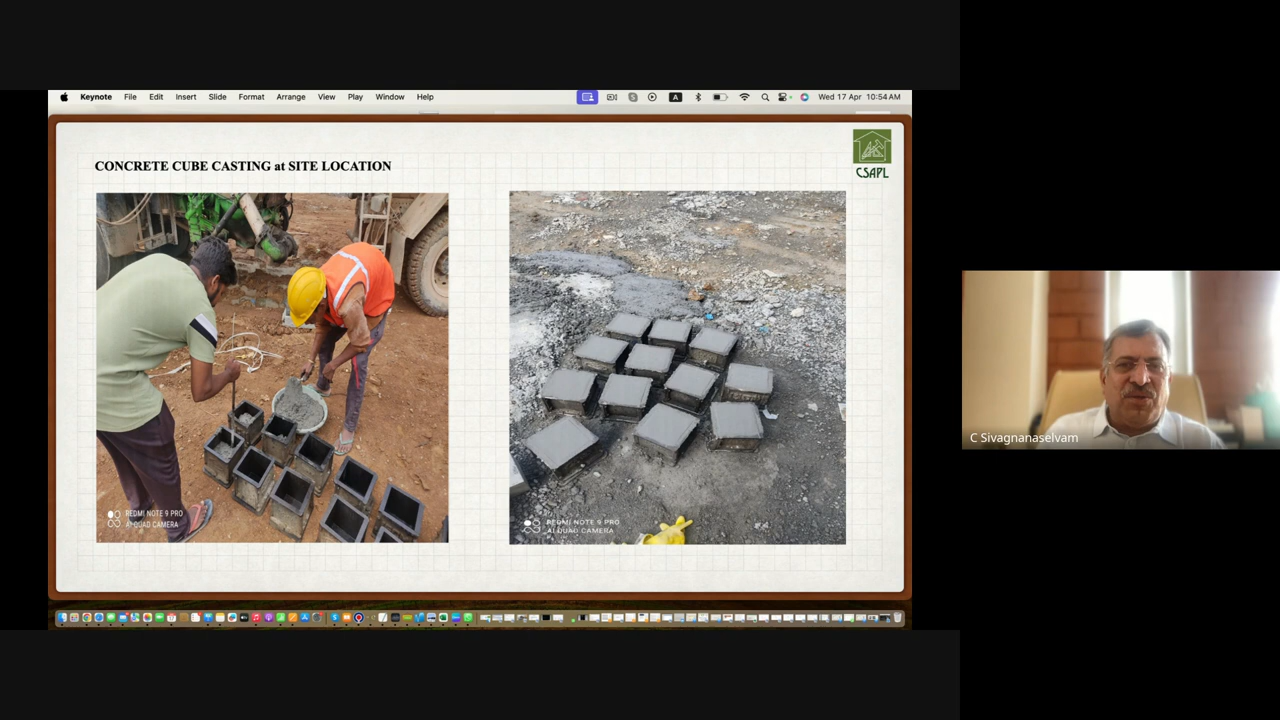 Keynote File Edit Insert Slide Format Arrange View Play Window Help A Wed 17 Apr 10:54 AM
CONCRETE CUBE CASTING at SITE LOCATION
CSAPL
REDMI NOTE 9 PRO
AI QUAD CAMERA
REDMI NOTE 9 PRO
AI QUAD CAMERA
C Sivagnanaselvam